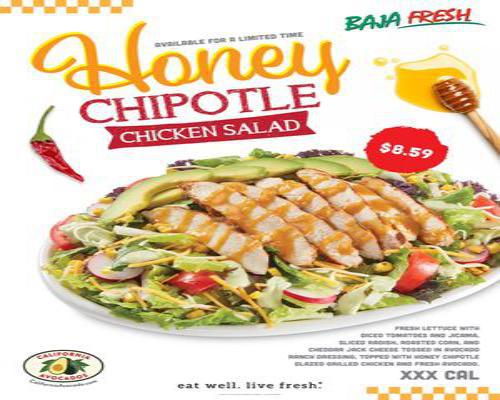 BAJA FRESH
AVAILABLE FOR A LIMITED TIME
Honey
CHIPOTLE
CHICKEN SALAD
$8.59
FRESH LETTUCE WITH
DICED TOMATOES AND JICAMA,
SLICED RADISH, ROASTED CORN, AND
CHEDDAR JACK CHEESE TOSSED IN AVOCADO
RANCH DRESSING, TOPPED WITH HONEY CHIPOTLE
GLAZED GRILLED CHICKEN AND FRESH AVOCADO.
XXX CAL
CALIFORNIA
AVOCADOS
CaliforniaAvocado.com
eat well. live fresh.